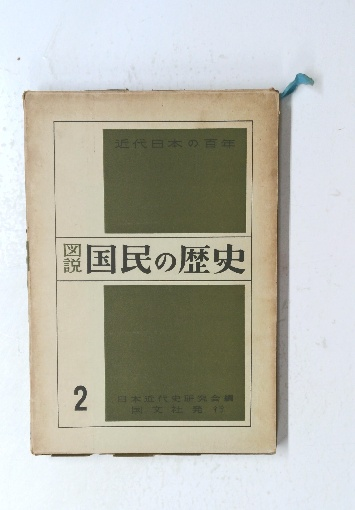 近代日本の百年
図説 国民の歴史
2
日本近代史研究会編
国文社発行